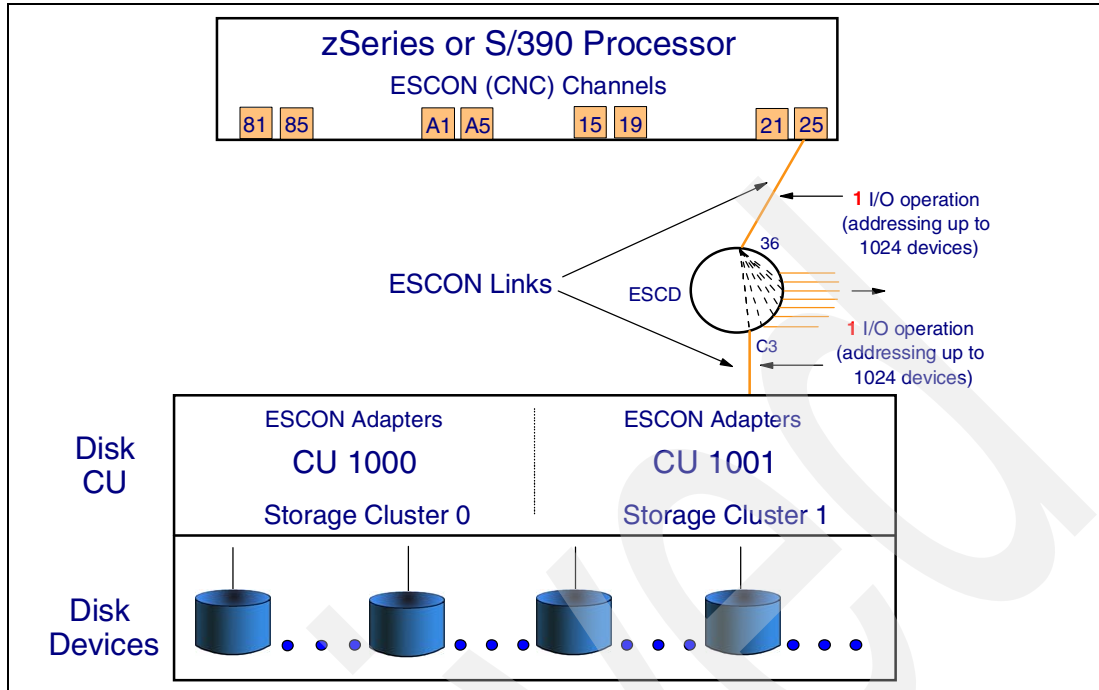 zSeries or S/390 Processor
ESCON (CNC) Channels
81 85 A1 A5 15 19 21 25
1 I/O operation
(addressing up to
1024 devices)
36
ESCON Links
ESCD
1 I/O operation
(addressing up to
1024 devices)
C3
Disk
CU
ESCON Adapters
CU 1000
Storage Cluster 0
ESCON Adapters
CU 1001
Storage Cluster 1
Disk
Devices